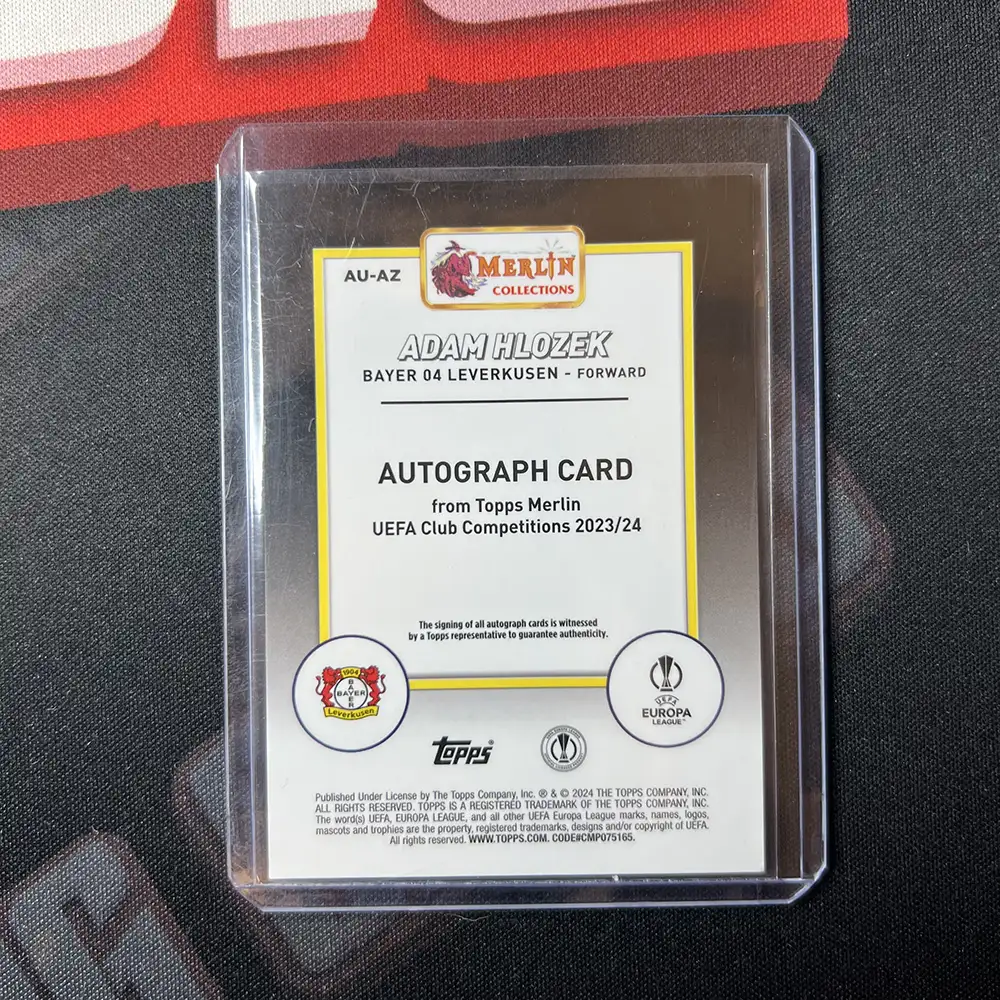 AU-AZ
MERLIN
COLLECTIONS
ADAM HLOZEK
BAYER 04 LEVERKUSEN - FORWARD
AUTOGRAPH CARD
from Topps Merlin
UEFA Club Competitions 2023/24
The signing of all autograph cards is witnessed
by a Topps representative to guarantee authenticity.
1904
BAYER
BAYER
Leverkusen
UEFA
EUROPA
LEAGUE™
topps®
Published Under License by The Topps Company, Inc. ® & © 2024 THE TOPPS COMPANY, INC.
ALL RIGHTS RESERVED. TOPPS IS A REGISTERED TRADEMARK OF THE TOPPS COMPANY, INC.
The word(s) UEFA, EUROPA LEAGUE, and all other UEFA Europa League marks, names, logos,
mascots and trophies are the property, registered trademarks, designs and/or copyright of UEFA.
All rights reserved. WWW.TOPPS.COM. CODE#CMP075165.